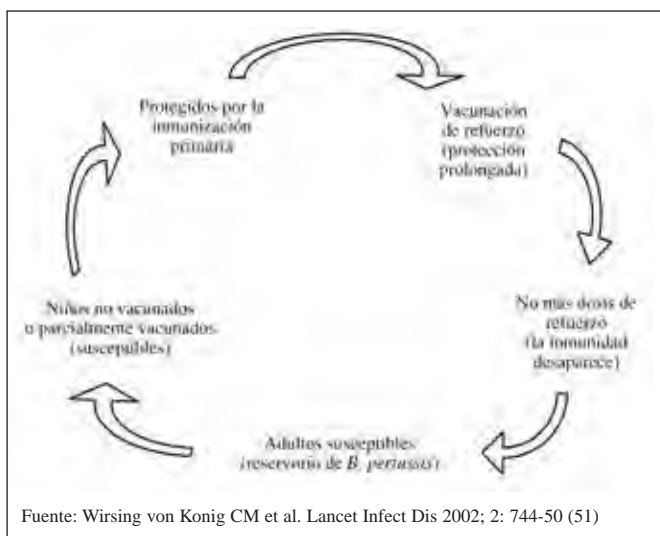 Protegidos por la
inmunización
primaria
Vacunación
de refuerzo
(protección
prolongada)
No más dosis de
refuerzo
(la inmunidad
desaparece)
Adultos susceptibles
(reservorio de B. pertussis)
Niños no vacunados
o parcialmente vacunados
(susceptibles)
Fuente: Wirsing von Konig CM et al. Lancet Infect Dis 2002; 2: 744-50 (51)